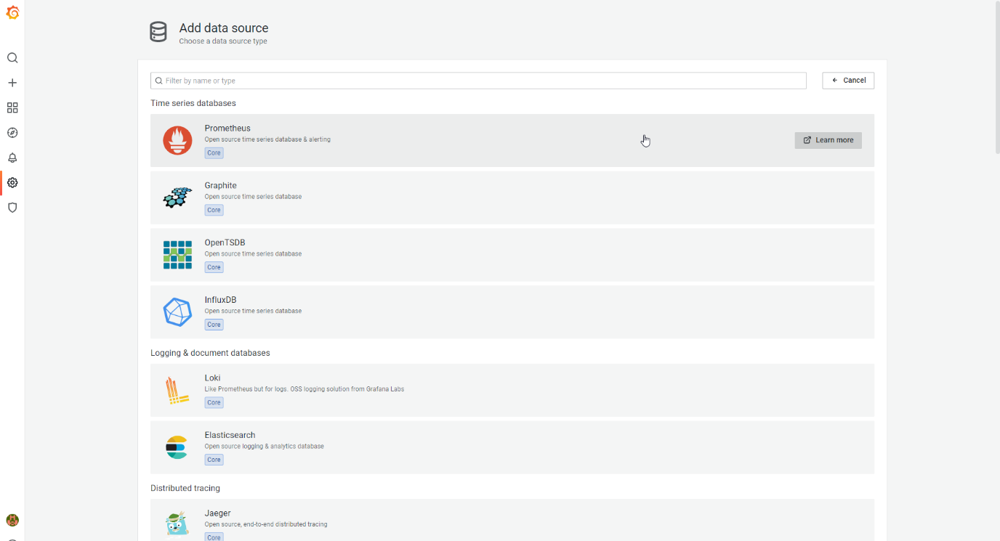 Add data source
Choose a data source type
Filter by name or type
Cancel
Time series databases
Prometheus
Open source time series database & alerting
Core
Learn more
Graphite
Open source time series database
Core
OpenTSDB
Open source time series database
Core
InfluxDB
Open source time series database
Core
Logging & document databases
Loki
Like Prometheus but for logs. OSS logging solution from Grafana Labs
Core
Elasticsearch
Open source logging & analytics database
Core
Distributed tracing
Jaeger
Open source, end-to-end distributed tracing
Core